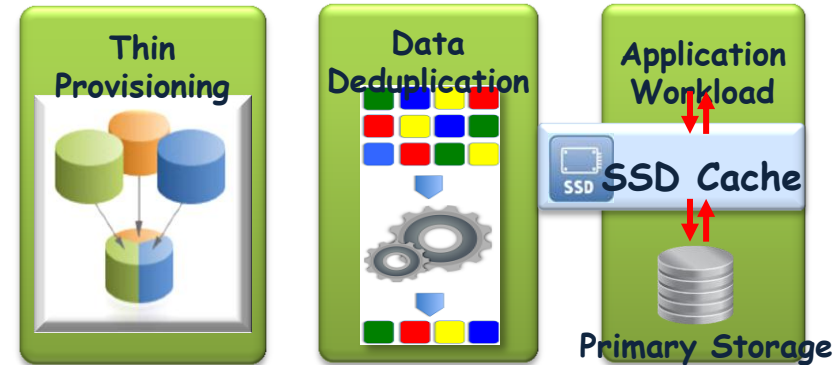 Thin
Provisioning
Data
Deduplication
Application
Workload
SSD
SSD Cache
Primary Storage